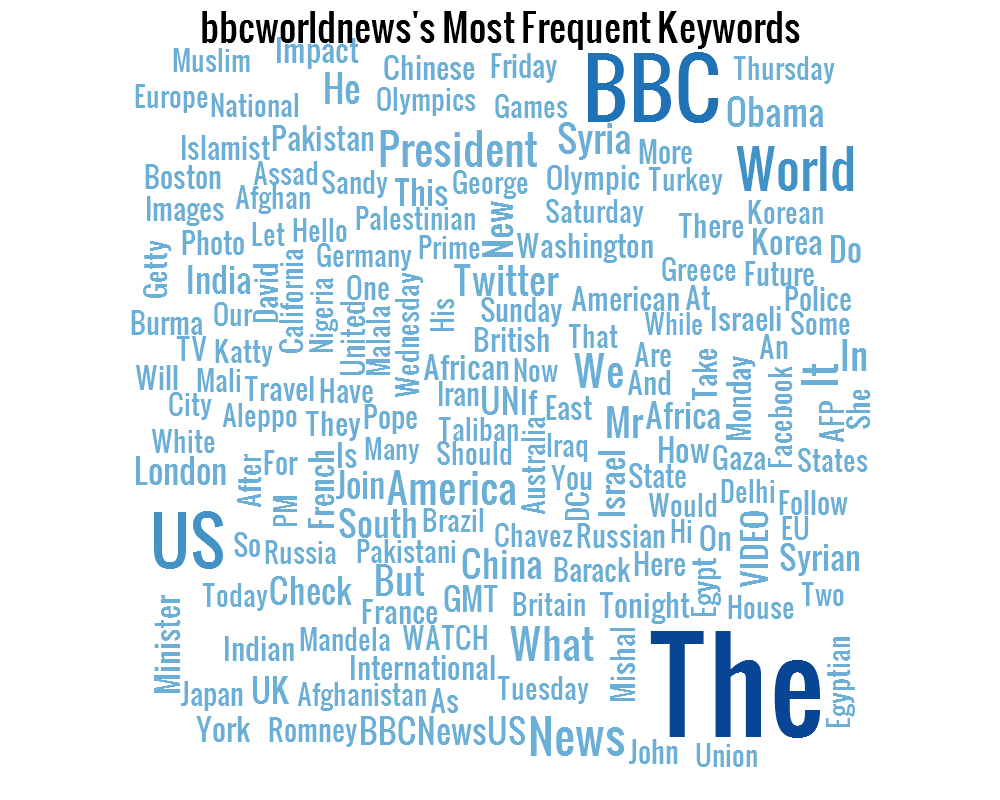 bbcworldnews's Most Frequent Keywords
Muslim Impact Chinese Friday BBC Thursday
Europe National He Olympics Games Obama
Islamist Pakistan President Syria More World
Boston Assad Sandy This George Olympic Turkey
Images Afghan Palestinian New Saturday There Korean
Photo Let Hello Germany Prime Washington Korea Do
Getty India David California Nigeria One Wednesday Twitter Greece Future
Burma Our United Malalala His Sunday American At Police
TV Katty British That While Israeli Some
Will Mali Travel Have African Now We Are And Take An In It
City Aleppo They Pope Iran UN If East Mr Africa Monday Facebook AFP She
White Is Many Taliban Should Australia Iraq How Gaza States
London After For French Join America You DC Israel State Would Delhi Follow
US PM South Brazil Chavez Russian Hi On VIDEO EU
So Russia Pakistani China Barack Here Egypt Syrian
Today Check But France GMT Britain Tonight House Two
Minister Indian Mandela WATCH What Mishal The Egyptian
International
Japan UK Afghanistan As Tuesday
York Romney BBCNewsUS News John Union